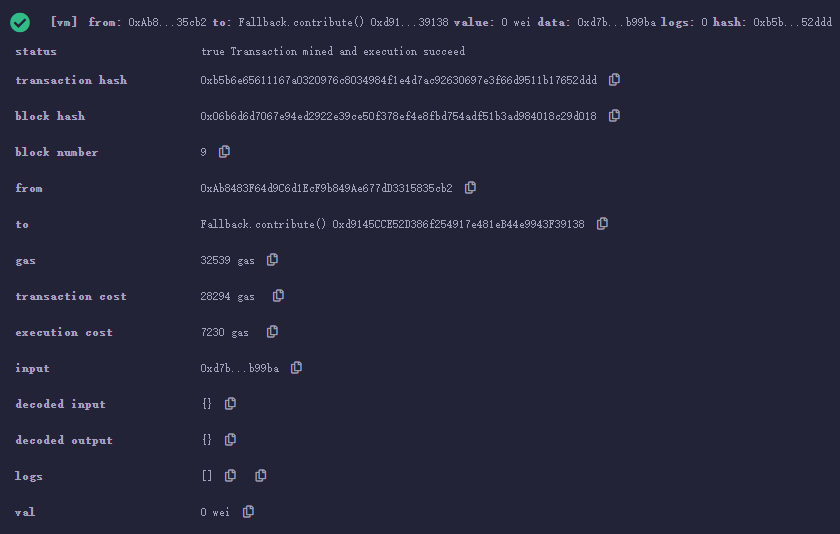 [vm] from: 0xAb8...35cb2 to: Fallback.contribute() 0xd91...39138 value: 0 wei data: 0xd7b...b99ba logs: 0 hash: 0xb5b...52ddd
status true Transaction mined and execution succeed
transaction hash 0xb5b6e65611167a0320976c8034984f1e4d7ac92630697e3f66d9511b17652ddd
block hash 0x06b6d6d7067e94ed2922e39ce50f378ef4e8fbd754adf51b3ad984018c29d018
block number 9
from 0xAb8483F64d9C6d1EcF9b849Ae677dD3315835cb2
to Fallback.contribute() 0xd9145CCE52D386f254917e481eB44e9943F39138
gas 32539 gas
transaction cost 28294 gas
execution cost 7230 gas
input 0xd7b...b99ba
decoded input {}
decoded output {}
logs []
val 0 wei